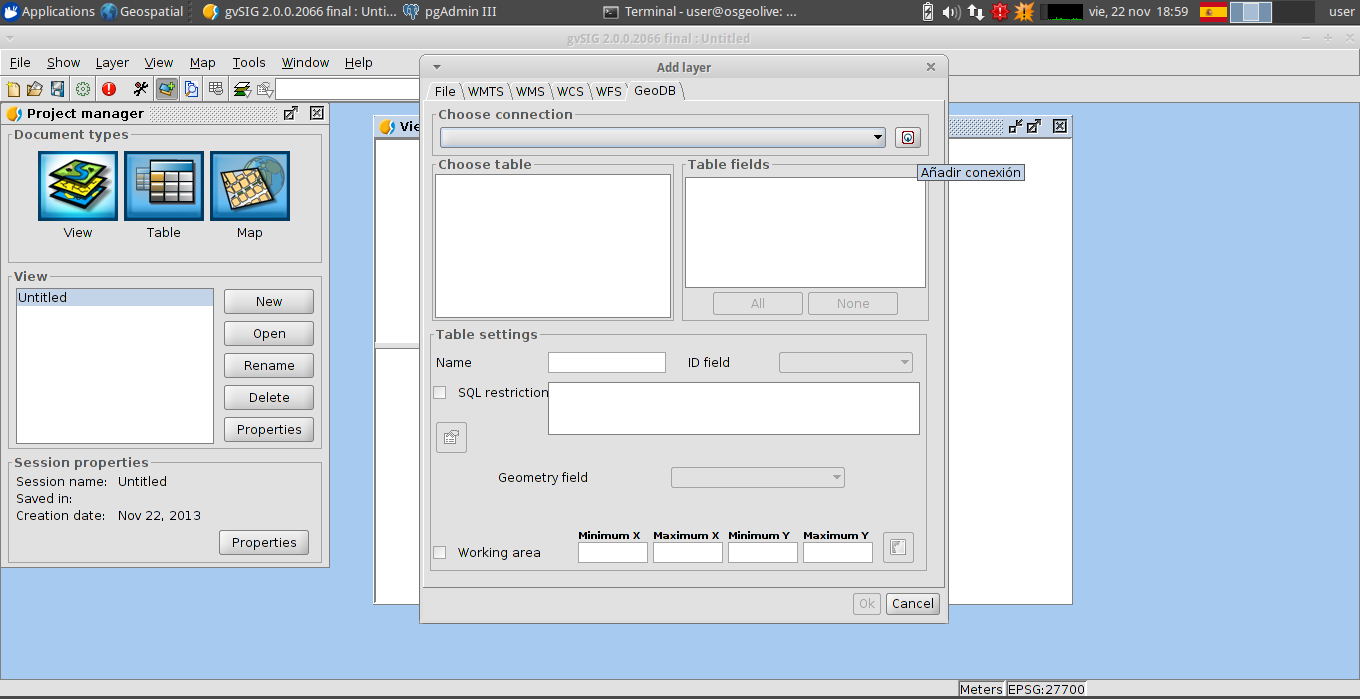 Applications Geospatial gvSIG 2.0.0.2066 final : Unti... pgAdmin III Terminal - user@osgeolive: ... vie, 22 nov 18:59 user
gvSIG 2.0.0.2066 final : Untitled
File Show Layer View Map Tools Window Help
Project manager
Document types
View Table Map
View
Untitled
New
Open
Rename
Delete
Properties
Session properties
Session name: Untitled
Saved in:
Creation date: Nov 22, 2013
Properties
Vie
Add layer
File WMTS WMS WCS WFS GeoDB
Choose connection
Añadir conexión
Choose table
Table fields
All None
Table settings
Name ID field
SQL restriction
Geometry field
Minimum X Maximum X Minimum Y Maximum Y
Working area
Ok Cancel
Meters EPSG:27700